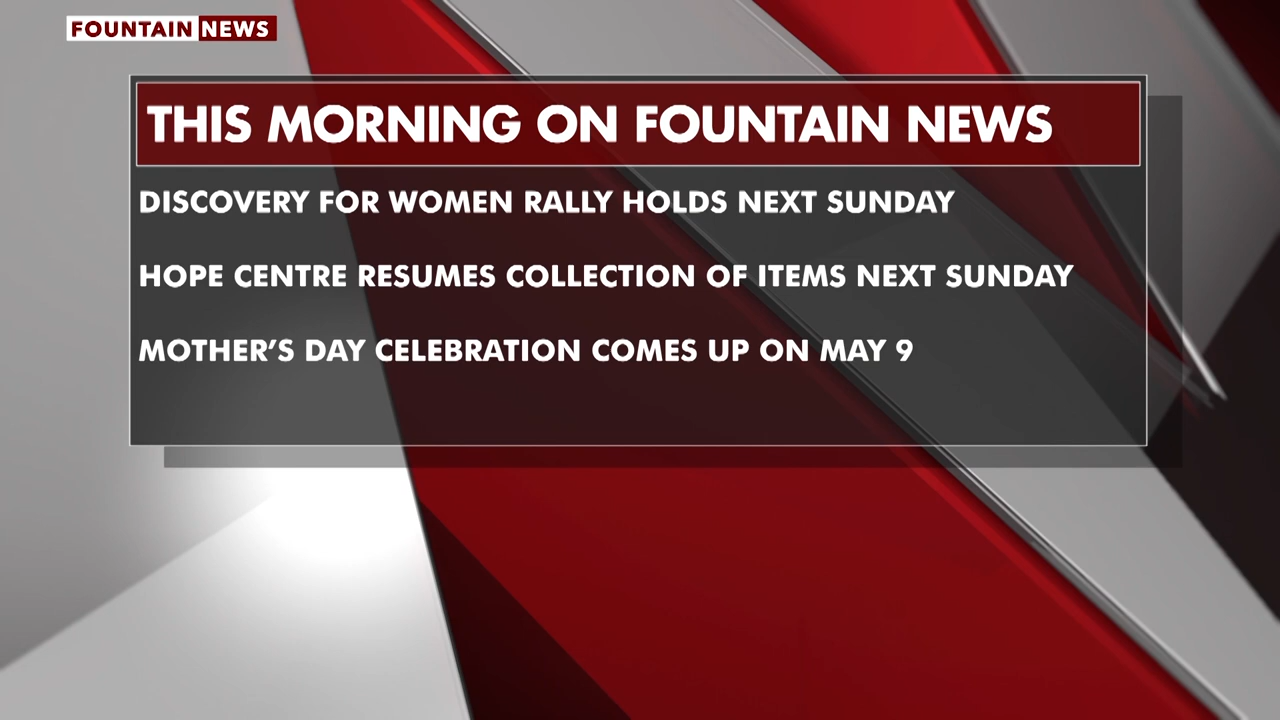 FOUNTAIN NEWS
THIS MORNING ON FOUNTAIN NEWS
DISCOVERY FOR WOMEN RALLY HOLDS NEXT SUNDAY
HOPE CENTRE RESUMES COLLECTION OF ITEMS NEXT SUNDAY
MOTHER’S DAY CELEBRATION COMES UP ON MAY 9